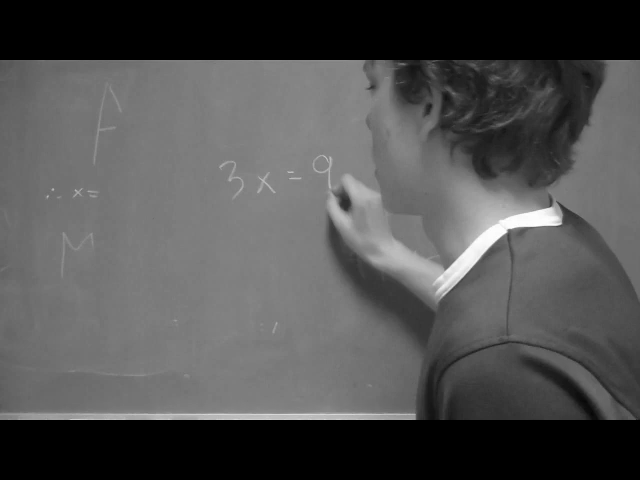 F
3x = 9
∴ x =
M